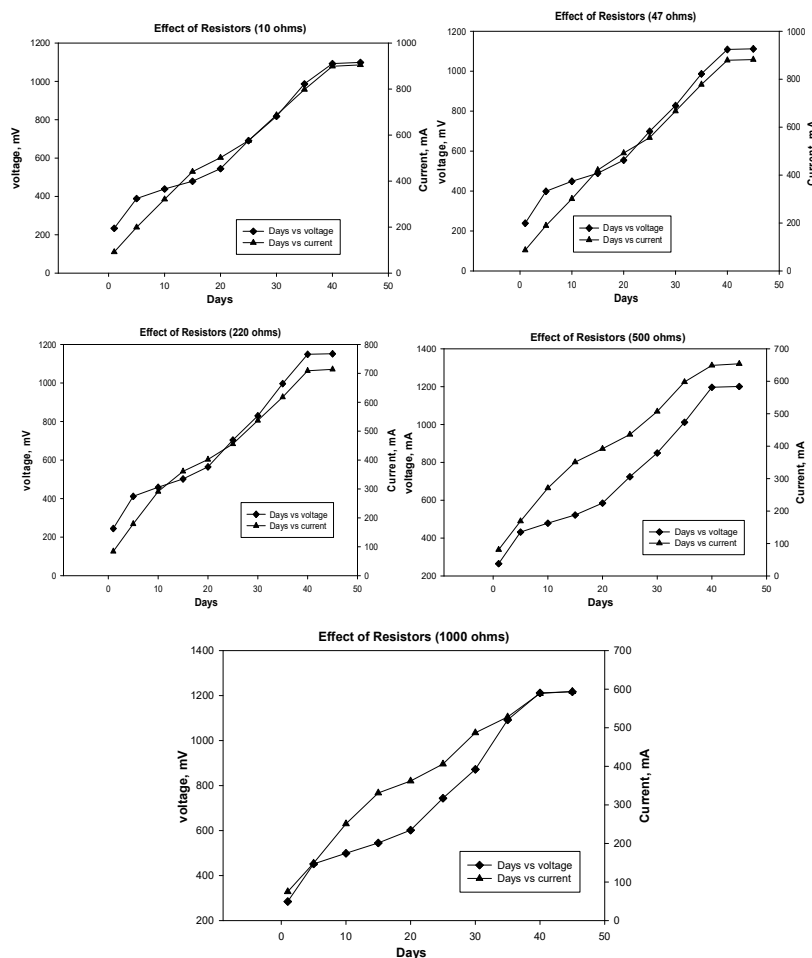 Effect of Resistors (10 ohms)
1200
1000
800
600
400
200
0
voltage, mV
1000
800
600
400
200
0
Current, mA
Days vs voltage
Days vs current
0 10 20 30 40 50
Days
Effect of Resistors (47 ohms)
1200
1000
800
600
400
200
0
voltage, mV
1000
800
600
400
200
0
Current, mA
Days vs voltage
Days vs current
0 10 20 30 40 50
Days
Effect of Resistors (220 ohms)
1200
1000
800
600
400
200
0
voltage, mV
800
700
600
500
400
300
200
100
0
Current, mA
Days vs voltage
Days vs current
0 10 20 30 40 50
Days
Effect of Resistors (500 ohms)
1400
1200
1000
800
600
400
200
voltage, mA
700
600
500
400
300
200
100
0
Current, mA
Days vs voltage
Days vs current
0 10 20 30 40 50
Days
Effect of Resistors (1000 ohms)
1400
1200
1000
800
600
400
200
voltage, mV
700
600
500
400
300
200
100
0
Current, mA
Days vs voltage
Days vs current
0 10 20 30 40 50
Days